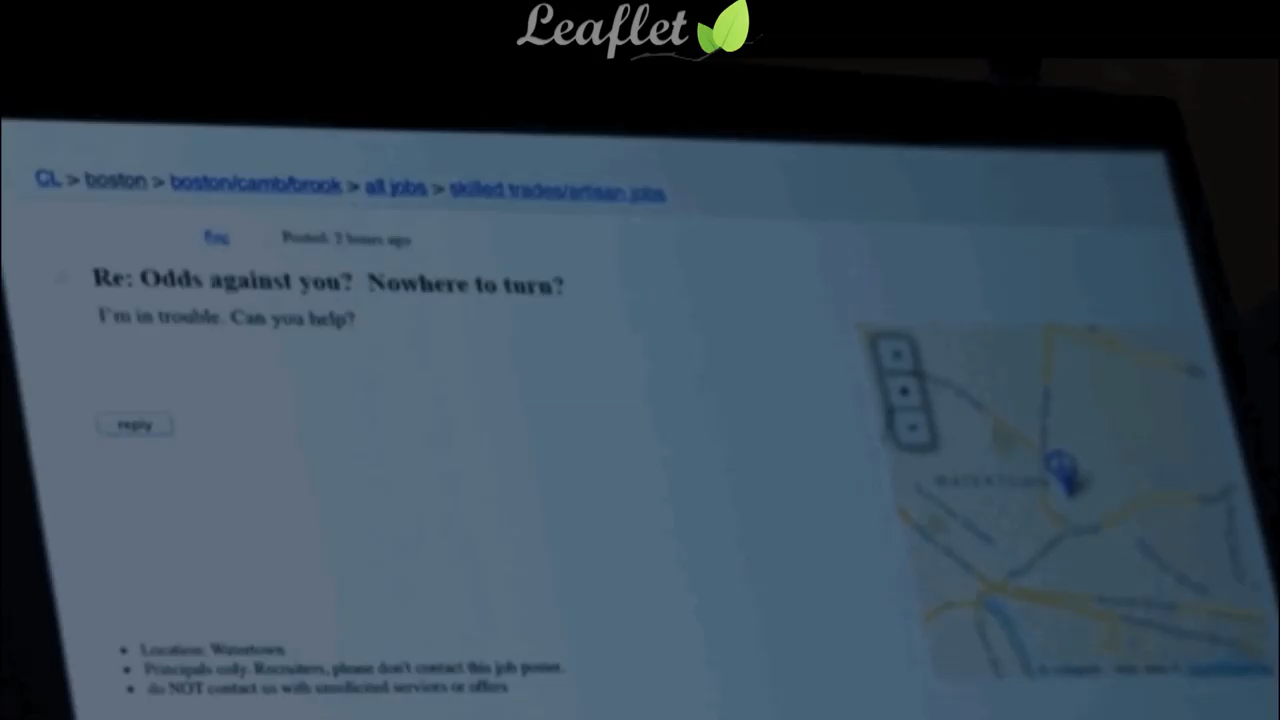 Leaflet
CL > boston > boston/camb/brook > all jobs > skilled trades/artisan jobs
Posted: 2 hours ago
Re: Odds against you? Nowhere to turn?
I'm in trouble. Can you help?
reply
WATERTOWN
• Location: Watertown
• Principals only. Recruiters, please don't contact this job poster.
• do NOT contact us with unsolicited services or offers